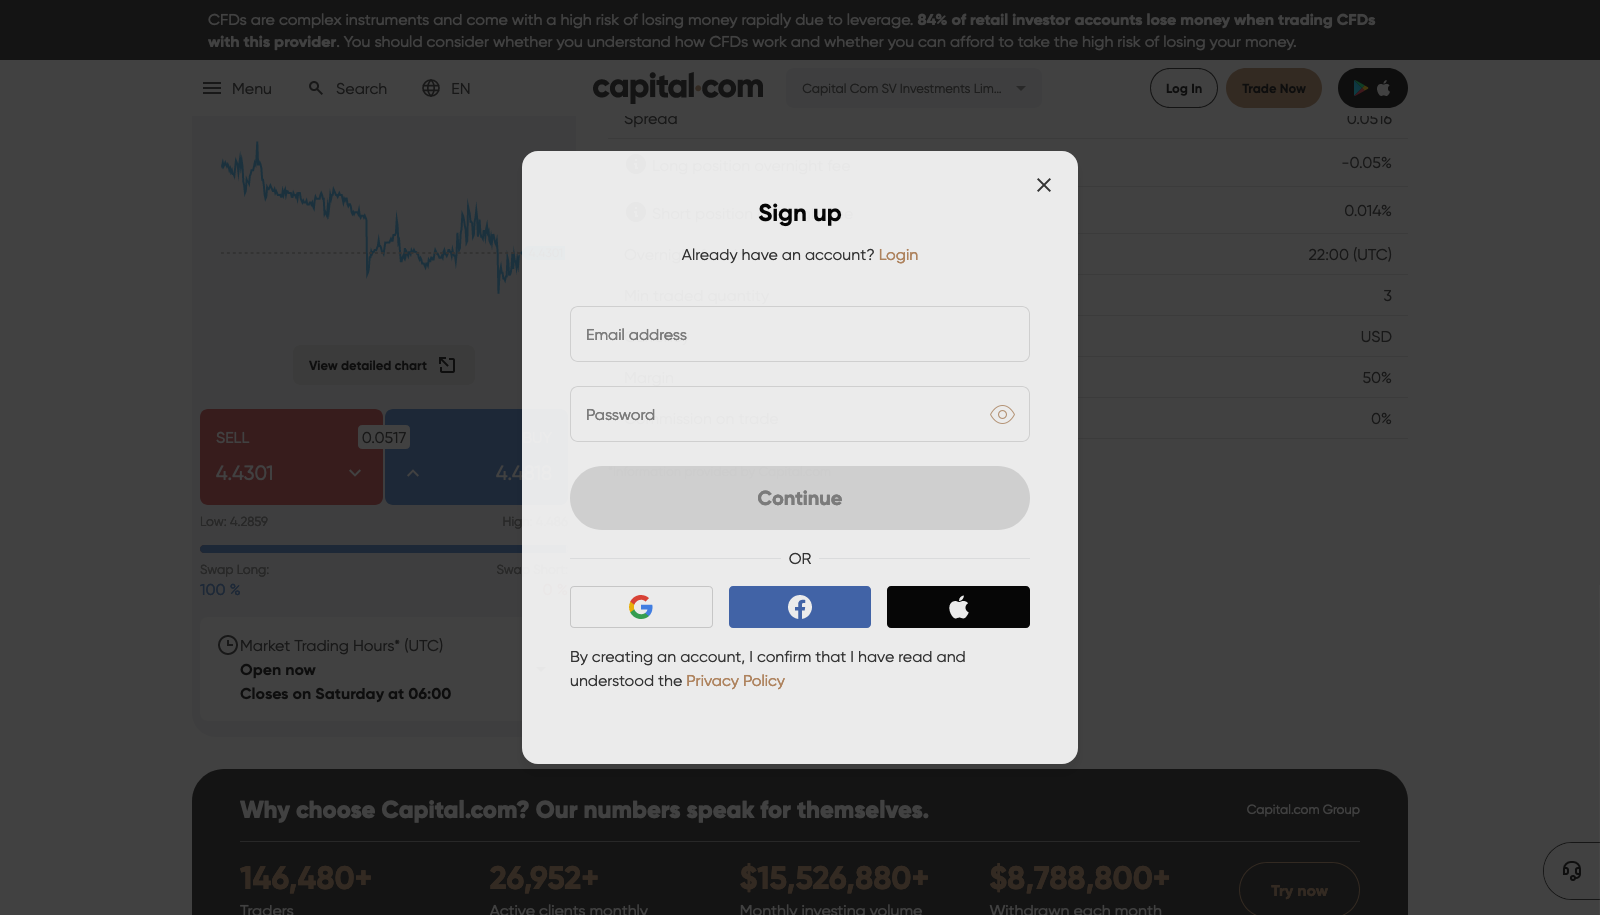 CFDs are complex instruments and come with a high risk of losing money rapidly due to leverage. 84% of retail investor accounts lose money when trading CFDs
with this provider. You should consider whether you understand how CFDs work and whether you can afford to take the high risk of losing your money.
Menu
Search
EN
capital.com
Capital Com SV Investments Lim...
Log In
Trade Now
Spread
0.0516
-0.05%
0.014%
22:00 (UTC)
3
USD
Margin
50%
0%
View detailed chart
SELL
0.0517
4.4301
Low: 4.2859
Swap Long:
100 %
Market Trading Hours* (UTC)
Open now
Closes on Saturday at 06:00
Sign up
Already have an account? Login
Email address
Password
Continue
OR
By creating an account, I confirm that I have read and
understood the Privacy Policy
Why choose Capital.com? Our numbers speak for themselves.
Capital.com Group
146,480+
26,952+
$15,526,880+
$8,788,800+
Try now
Traders
Active clients monthly
Monthly investing volume
Withdrawn each month